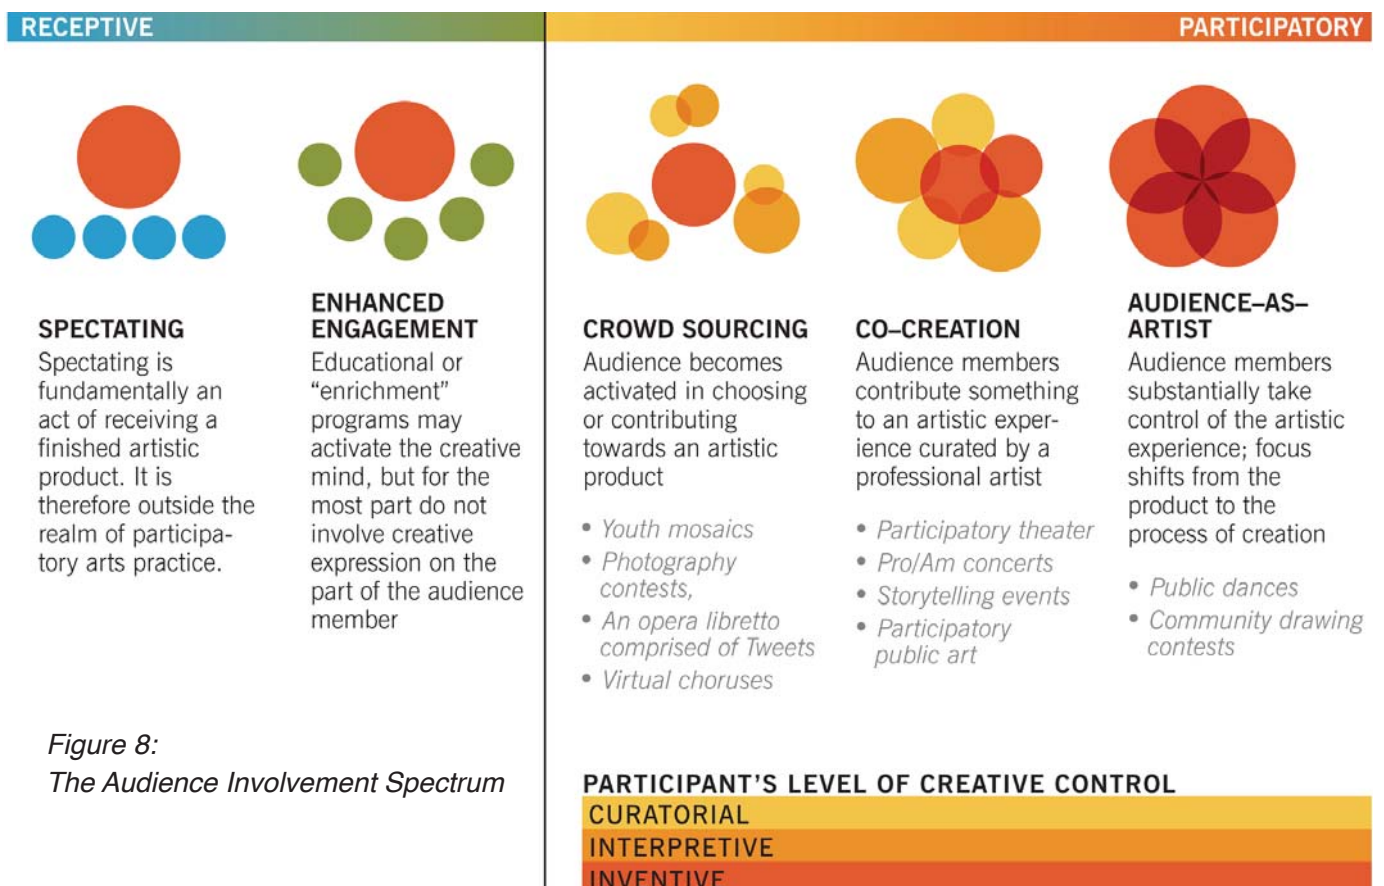 RECEPTIVE
PARTICIPATORY
SPECTATING
Spectating is
fundamentally an
act of receiving a
finished artistic
product. It is
therefore outside the
realm of participa-
tory arts practice.
ENHANCED
ENGAGEMENT
Educational or
“enrichment”
programs may
activate the creative
mind, but for the
most part do not
involve creative
expression on the
part of the audience
member
CROWD SOURCING
Audience becomes
activated in choosing
or contributing
towards an artistic
product
• Youth mosaics
• Photography
contests,
• An opera libretto
comprised of Tweets
• Virtual choruses
CO–CREATION
Audience members
contribute something
to an artistic exper-
ience curated by a
professional artist
• Participatory theater
• Pro/Am concerts
• Storytelling events
• Participatory
public art
AUDIENCE–AS–
ARTIST
Audience members
substantially take
control of the artistic
experience; focus
shifts from the
product to the
process of creation
• Public dances
• Community drawing
contests
Figure 8:
The Audience Involvement Spectrum
PARTICIPANT’S LEVEL OF CREATIVE CONTROL
CURATORIAL
INTERPRETIVE
INVENTIVE